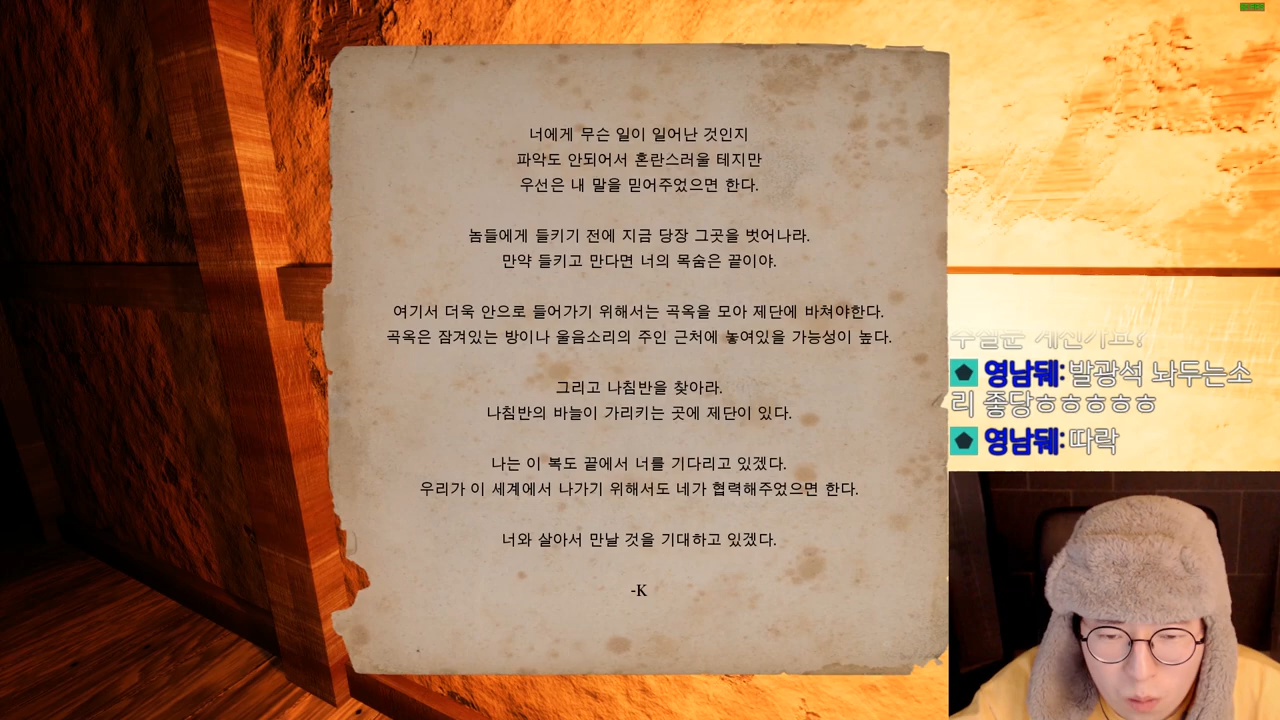 너에게 무슨 일이 일어난 것인지
파악도 안되어서 혼란스러울 테지만
우선은 내 말을 믿어주었으면 한다.
놈들에게 들키기 전에 지금 당장 그곳을 벗어나라.
만약 들키고 만다면 너의 목숨은 끝이야.
여기서 더욱 안으로 들어가기 위해서는 곡옥을 모아 제단에 바쳐야한다.
곡옥은 잠겨있는 방이나 울음소리의 주인 근처에 놓여있을 가능성이 높다.
그리고 나침반을 찾아라.
나침반의 바늘이 가리키는 곳에 제단이 있다.
나는 이 복도 끝에서 너를 기다리고 있겠다.
우리가 이 세계에서 나가기 위해서도 네가 협력해주었으면 한다.
너와 살아서 만날 것을 기대하고 있겠다.
-K
영남뒈: 발광석 놔두는소
리 좋당ㅎㅎㅎㅎㅎ
영남뒈: 따락